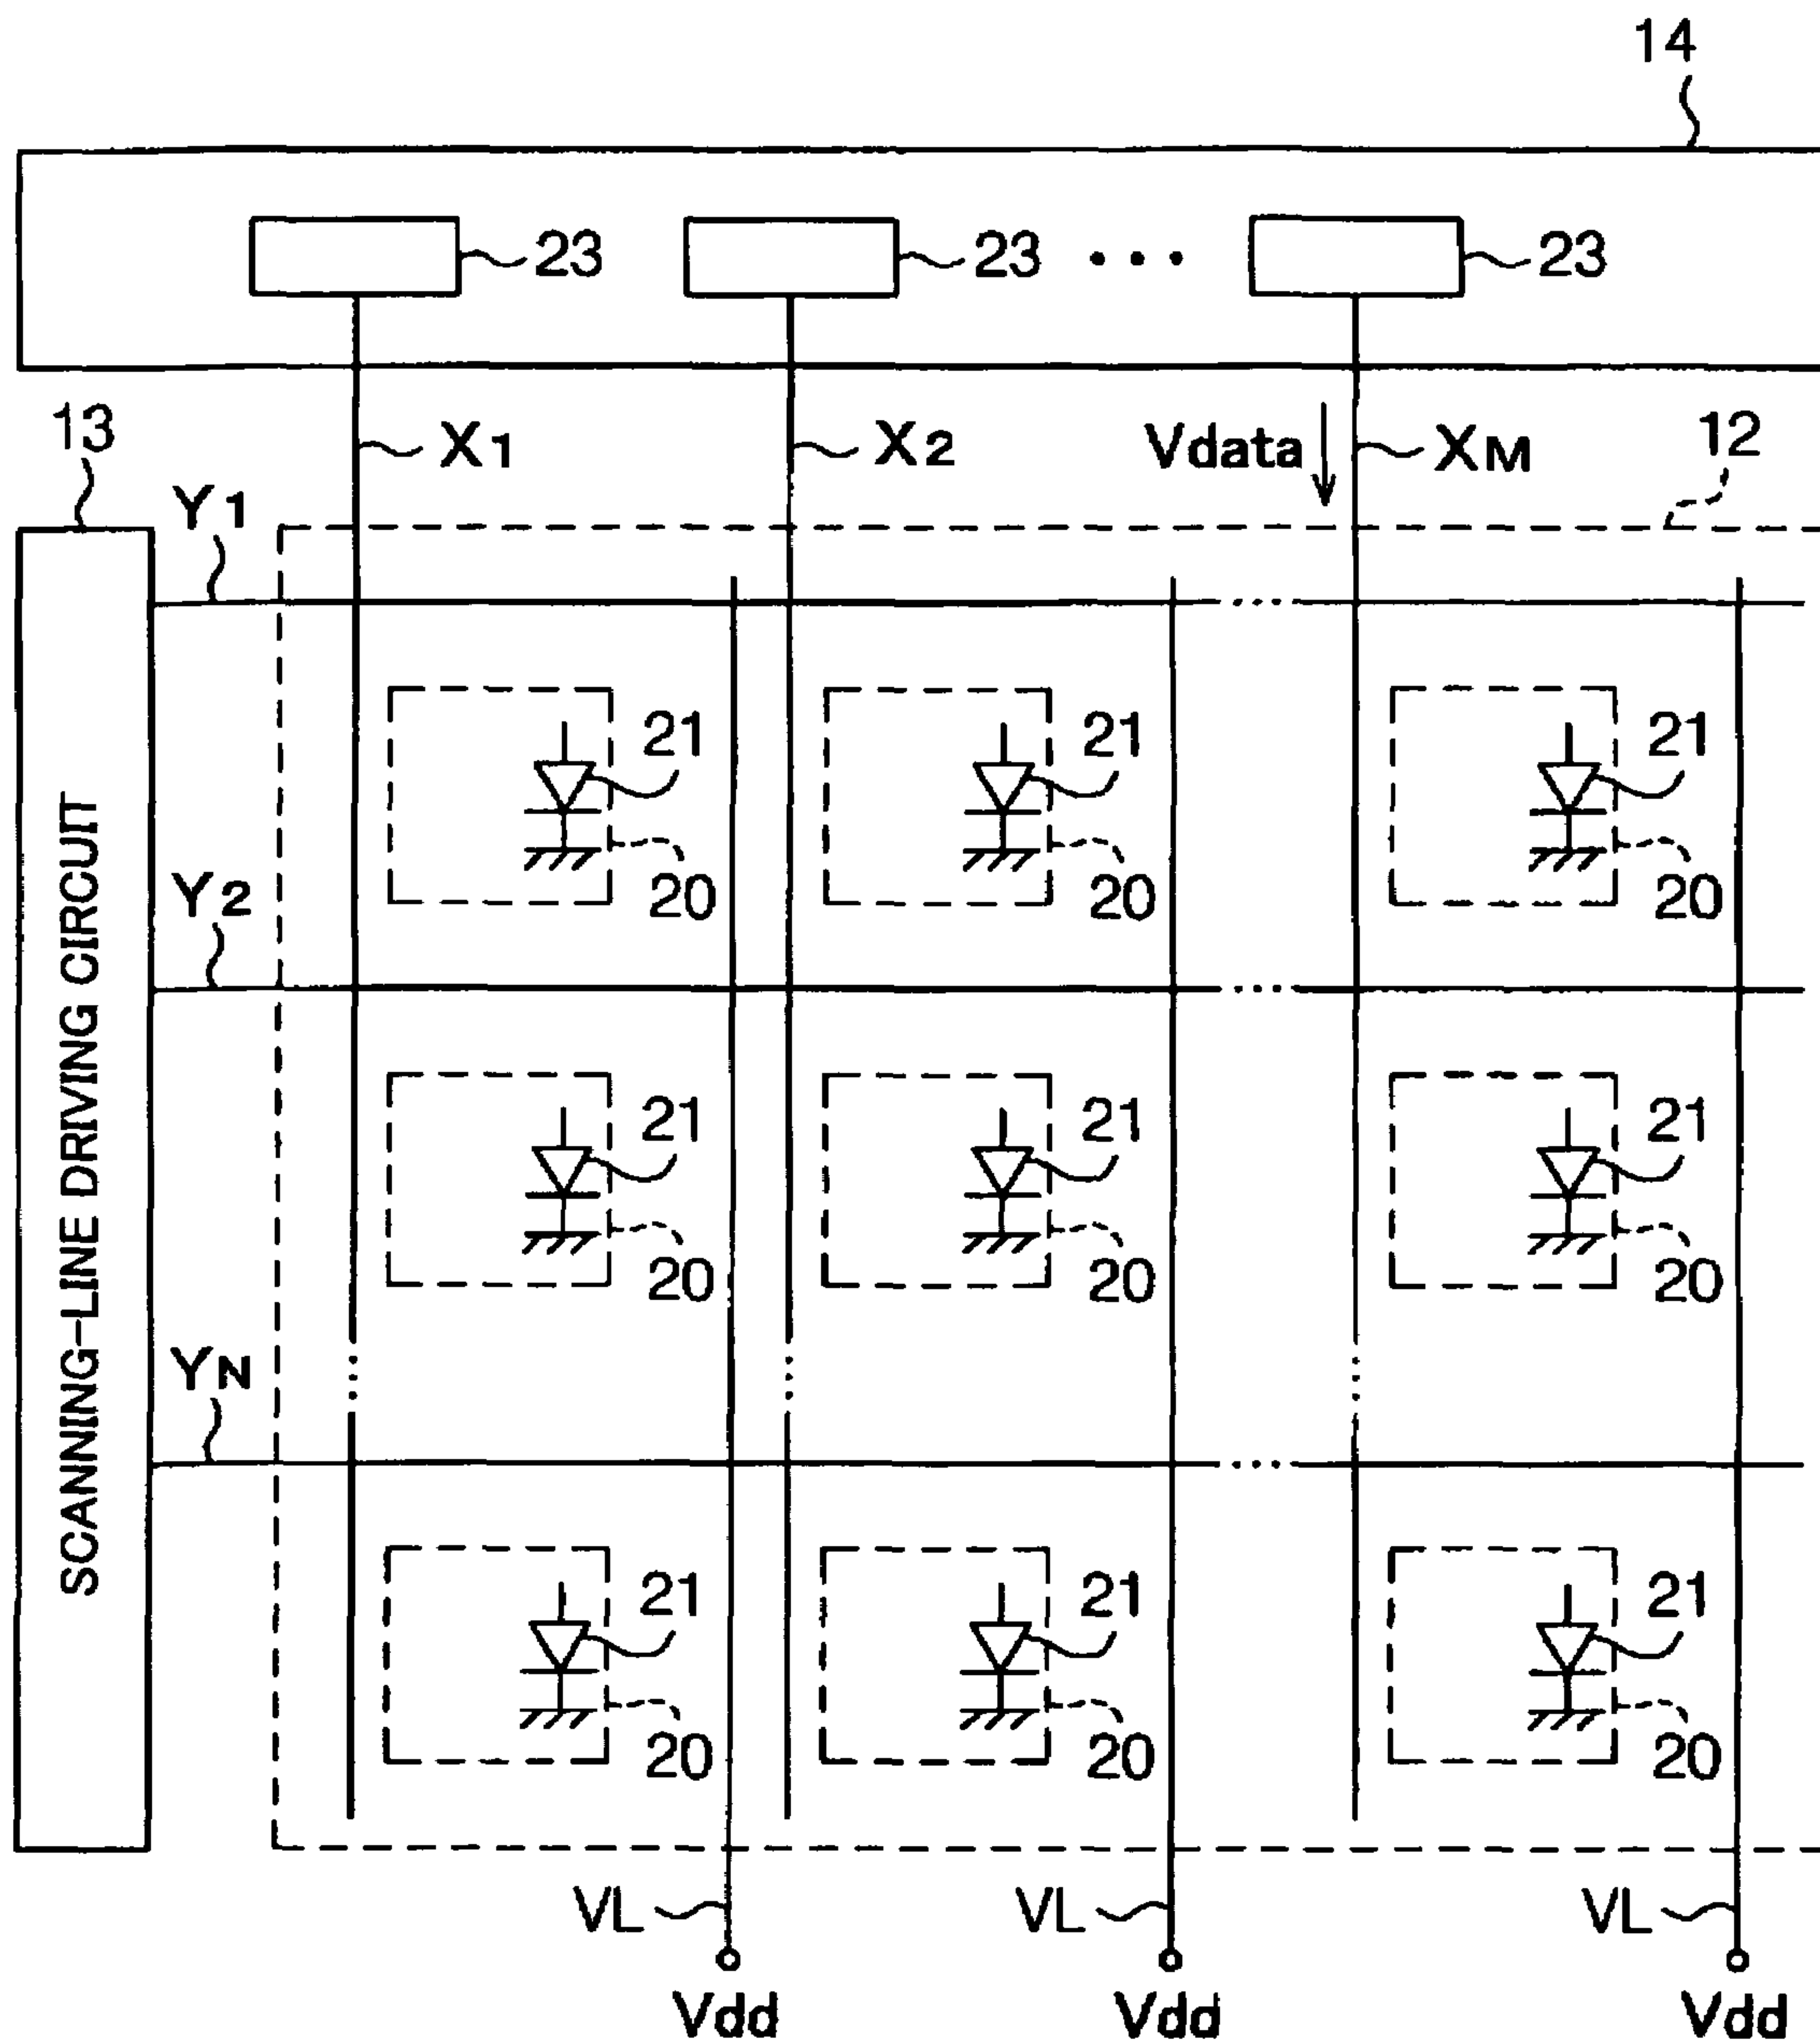 14
23 23 ... 23
13 X1 X2 Vdata XM 12
Y1
21 21 21
20 20 20
Y2
21 21 21
20 20 20
YN
21 21 21
20 20 20
SCANNING-LINE DRIVING CIRCUIT
VL VL VL
Vdd Vdd Vdd